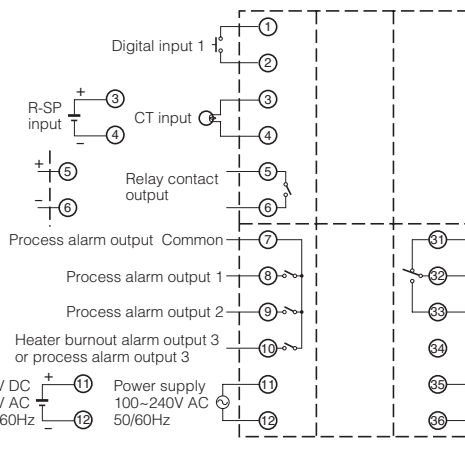 1
Digital input 1
2
+
3
3
R-SP
input
CT input
4
−
4
+
5
5
Relay contact
output
−
6
6
Process alarm output Common
7
31
Process alarm output 1
8
32
Process alarm output 2
9
33
Heater burnout alarm output 3
or process alarm output 3
10
34
+
11
V DC
V AC
/60Hz
−
12
Power supply
100~240V AC
50/60Hz
11
35
12
36